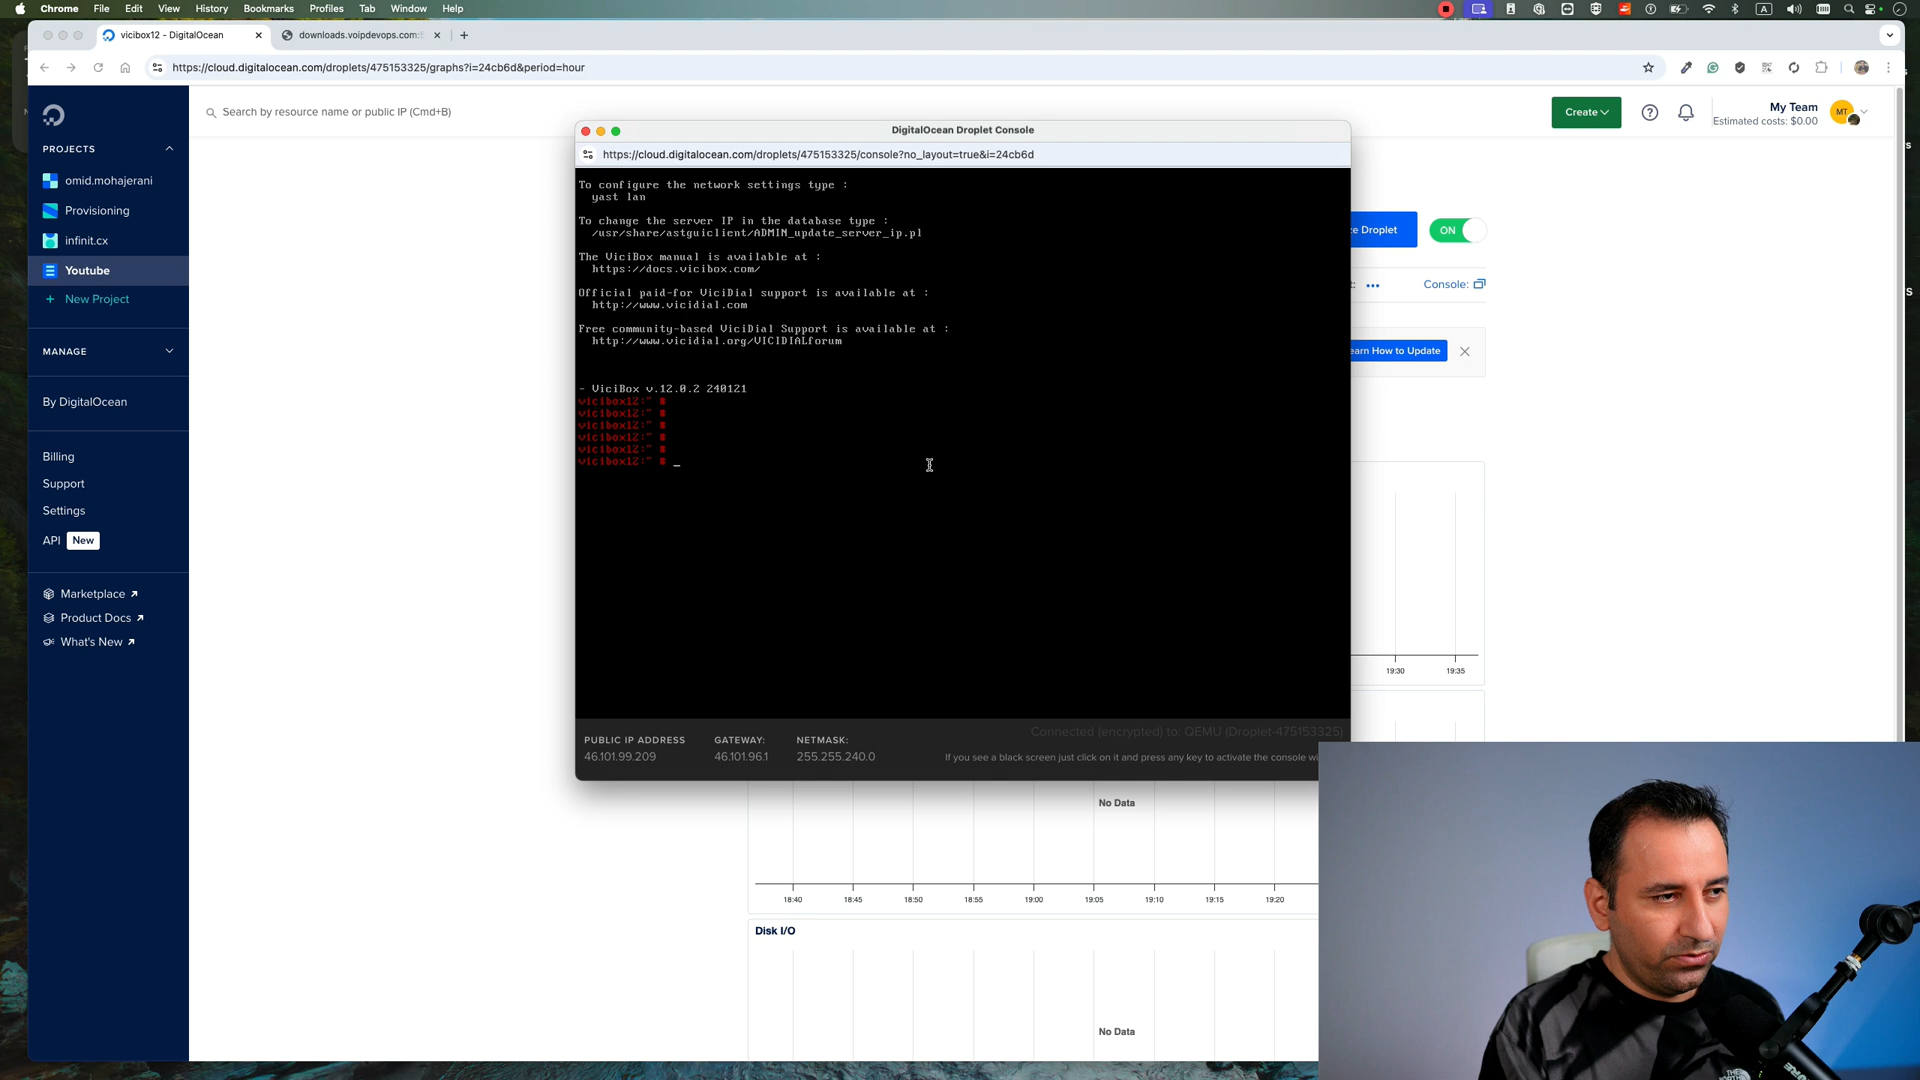 Chrome File Edit View History Bookmarks Profiles Tab Window Help
vicibox12 - DigitalOcean
downloads.voipdevops.com:
https://cloud.digitalocean.com/droplets/475153325/graphs?i=24cb6d&period=hour
Search by resource name or public IP (Cmd+B)
Create
My Team
Estimated costs: $0.00
MT
PROJECTS
omid.mohajerani
Provisioning
infinit.cx
Youtube
+ New Project
MANAGE
By DigitalOcean
Billing
Support
Settings
API New
Marketplace
Product Docs
What's New
DigitalOcean Droplet Console
https://cloud.digitalocean.com/droplets/475153325/console?no_layout=true&i=24cb6d
To configure the network settings type :
yast lan
To change the server IP in the database type :
/usr/share/astguiclient/ADMIN_update_server_ip.pl
The ViciBox manual is available at :
https://docs.vicibox.com/
Official paid-for ViciDial support is available at :
http://www.vicidial.com
Free community-based ViciDial Support is available at :
http://www.vicidial.org/VICIDIALforum
- ViciBox v.12.0.2 240121
vicibox12:~ #
vicibox12:~ #
vicibox12:~ #
vicibox12:~ #
vicibox12:~ #
vicibox12:~ # _
PUBLIC IP ADDRESS
46.101.99.209
GATEWAY:
46.101.96.1
NETMASK:
255.255.240.0
Connected (encrypted) to: QEMU (Droplet-475153325)
If you see a black screen just click on it and press any key to activate the console
Droplet
ON
Console:
How to Update
19:30 19:35
No Data
18:40 18:45 18:50 18:55 19:00 19:05 19:10 19:15 19:20
Disk I/O
No Data
THE
NORTH